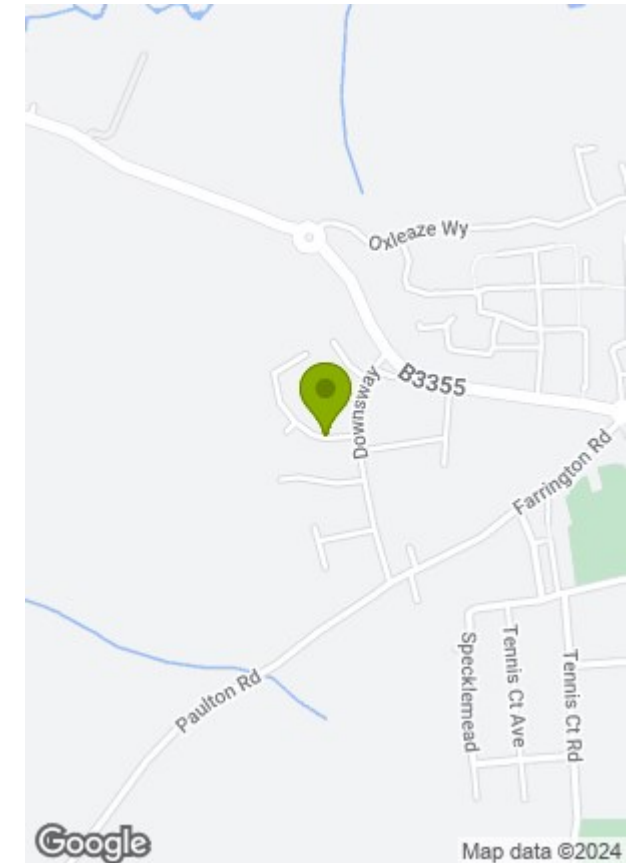 Oxleaze Wy
Downsway
B3355
Farrington Rd
Specklemead
Tennis Ct Ave
Tennis Ct Rd
Paulton Rd
Google
Map data ©2024